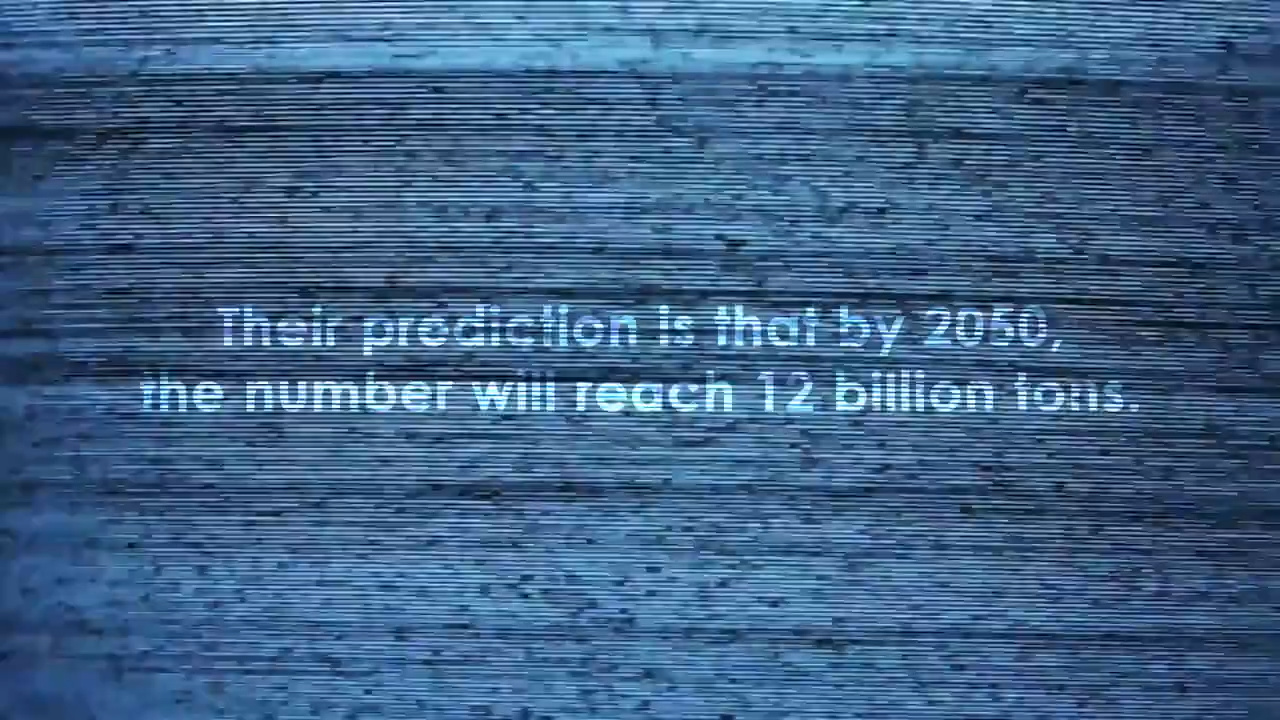 Their prediction is that by 2050,
the number will reach 12 billion tons.